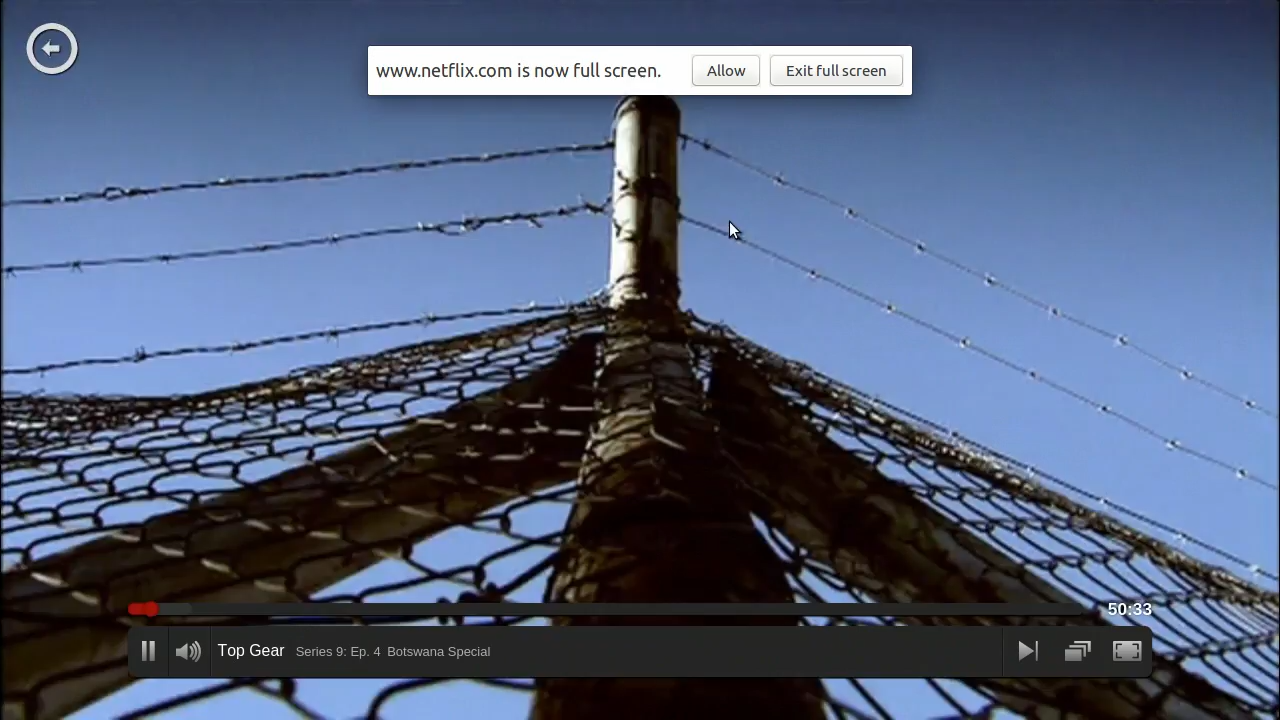 www.netflix.com is now full screen. Allow Exit full screen
50:33
Top Gear Series 9: Ep. 4 Botswana Special